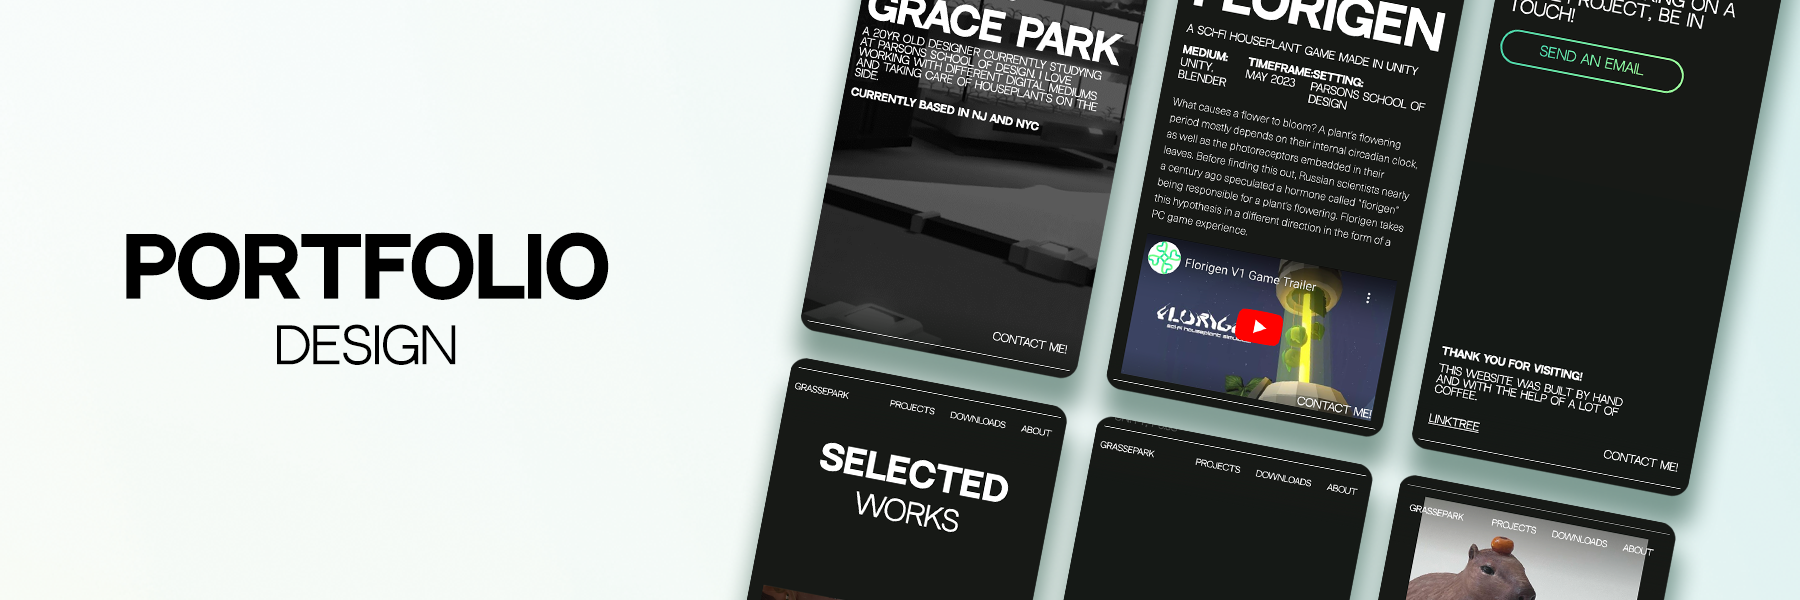 PORTFOLIO
DESIGN
GRACE PARK
A 20YR OLD DESIGNER CURRENTLY STUDYING
AT PARSONS SCHOOL OF DESIGN. I LOVE
WORKING WITH DIFFERENT DIGITAL MEDIUMS
AND TAKING CARE OF HOUSEPLANTS ON THE
SIDE.
CURRENTLY BASED IN NJ AND NYC
CONTACT ME!
FLORIGEN
A SCI-FI HOUSEPLANT GAME MADE IN UNITY
MEDIUM:
UNITY,
BLENDER
TIMEFRAME:
MAY 2023
SETTING:
PARSONS SCHOOL OF
DESIGN
What causes a flower to bloom? A plant's flowering
period mostly depends on their internal circadian clock,
as well as the photoreceptors embedded in their
leaves. Before finding this out, Russian scientists nearly
a century ago speculated a hormone called "florigen"
being responsible for a plant's flowering. Florigen takes
this hypothesis in a different direction in the form of a
PC game experience.
Florigen V1 Game Trailer
sci-fi houseplant
CONTACT ME!
ON A
PROJECT, BE IN
TOUCH!
SEND AN EMAIL
THANK YOU FOR VISITING!
THIS WEBSITE WAS BUILT BY HAND
AND WITH THE HELP OF A LOT OF
COFFEE.
LINKTREE
CONTACT ME!
GRASSEPARK PROJECTS DOWNLOADS ABOUT
SELECTED
WORKS
GRASSEPARK PROJECTS DOWNLOADS ABOUT
GRASSEPARK PROJECTS DOWNLOADS ABOUT